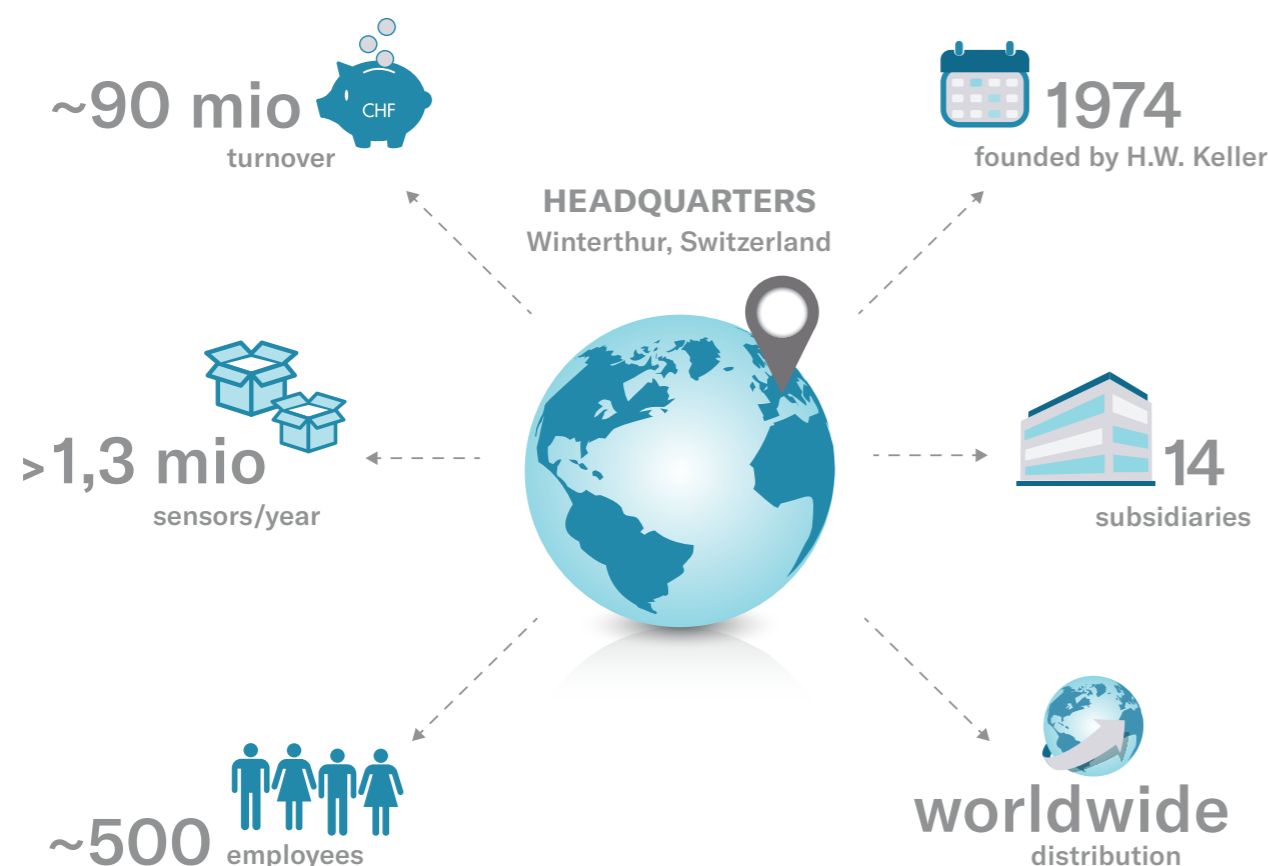 ~90 mio
CHF
turnover
1974
founded by H.W. Keller
HEADQUARTERS
Winterthur, Switzerland
>1,3 mio
sensors/year
14
subsidiaries
~500 employees
worldwide
distribution